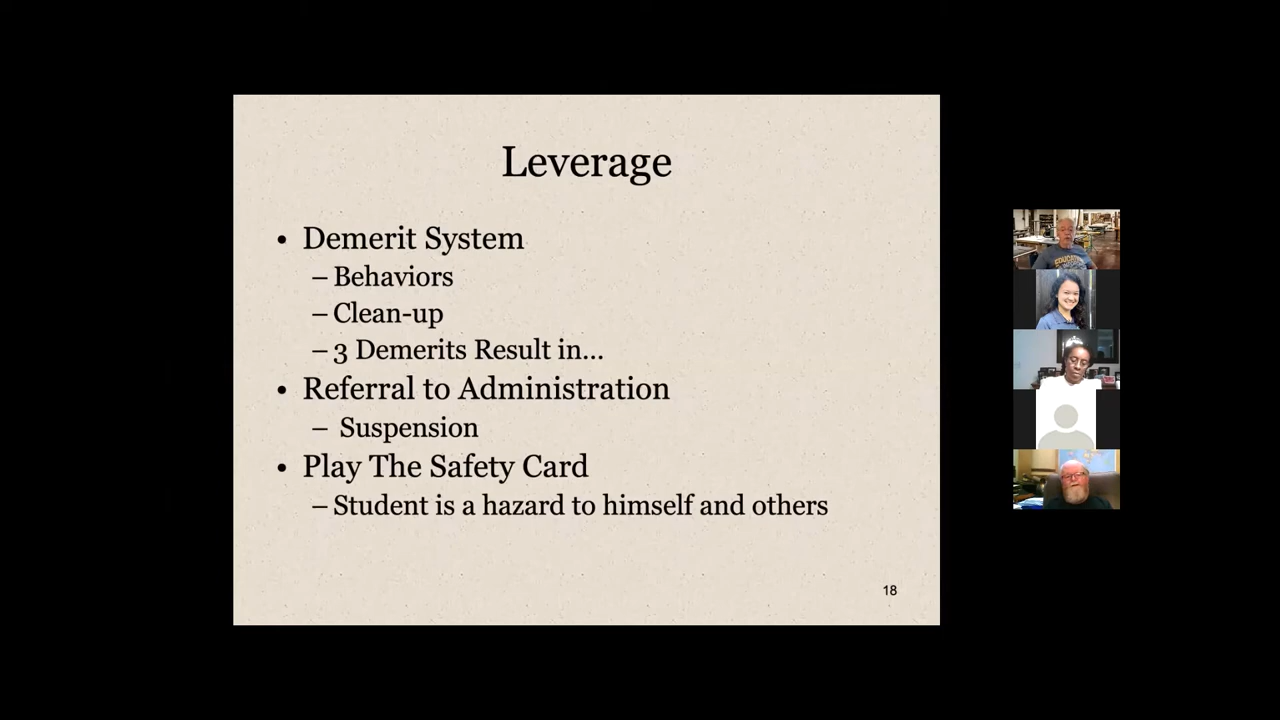 Leverage
• Demerit System
– Behaviors
– Clean-up
– 3 Demerits Result in…
• Referral to Administration
– Suspension
• Play The Safety Card
– Student is a hazard to himself and others
18